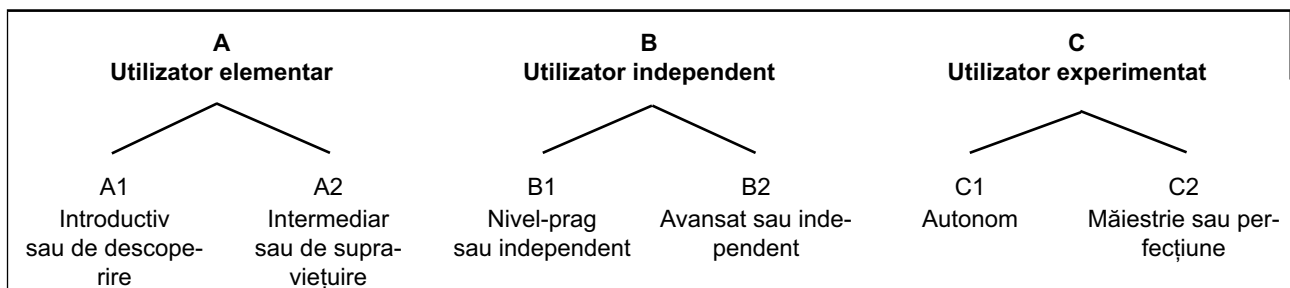 A
Utilizator elementar
B
Utilizator independent
C
Utilizator experimentat
A1
Introductiv
sau de descope-
rire
A2
Intermediar
sau de supra-
viețuire
B1
Nivel-prag
sau independent
B2
Avansat sau inde-
pendent
C1
Autonom
C2
Măiestrie sau per-
fecțiune